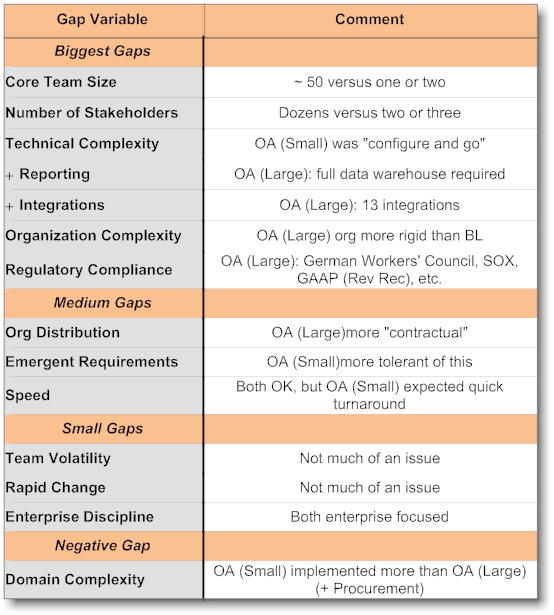 Gap Variable Comment
Biggest Gaps
Core Team Size ~ 50 versus one or two
Number of Stakeholders Dozens versus two or three
Technical Complexity OA (Small) was "configure and go"
+ Reporting OA (Large): full data warehouse required
+ Integrations OA (Large): 13 integrations
Organization Complexity OA (Large) org more rigid than BL
Regulatory Compliance OA (Large): German Workers' Council, SOX,
GAAP (Rev Rec), etc.
Medium Gaps
Org Distribution OA (Large)more "contractual"
Emergent Requirements OA (Small)more tolerant of this
Speed Both OK, but OA (Small) expected quick
turnaround
Small Gaps
Team Volatility Not much of an issue
Rapid Change Not much of an issue
Enterprise Discipline Both enterprise focused
Negative Gap
Domain Complexity OA (Small) implemented more than OA (Large)
(+ Procurement)